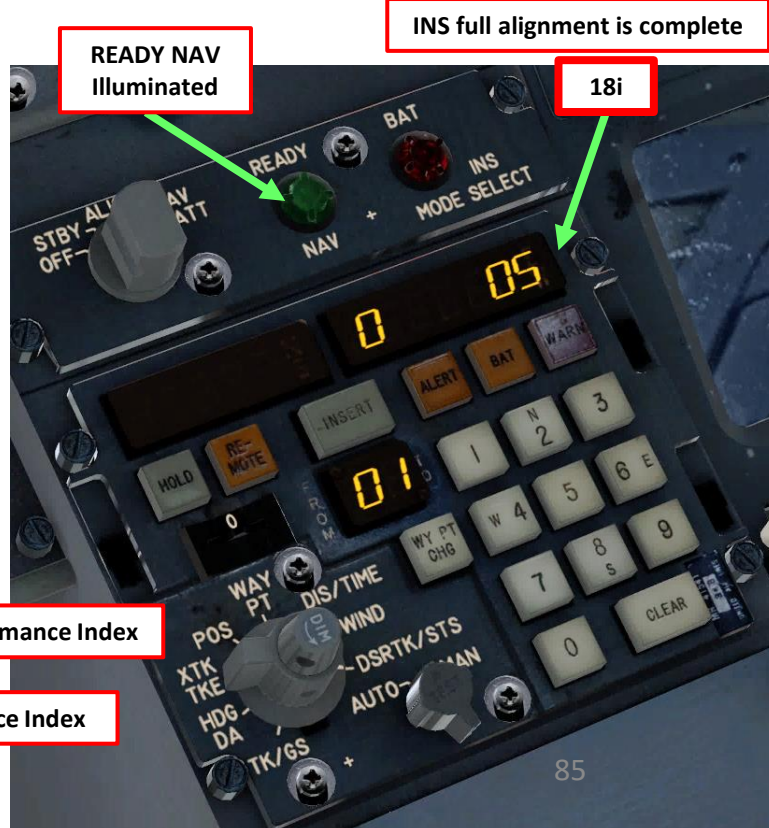 INS full alignment is complete
READY NAV
Illuminated
18i
BAT
READY
INS
MODE SELECT
NAV
STBY
OFF
ATT
0 05
WARN
BAT
ALERT
INSERT
RE-
MOTE
HOLD
01
FROM
0
1
N
2
3
W 4
5
6 E
7
8
S
9
0
WY PT
CHG
CLEAR
WAY
PT
DIS/TIME
POS
WIND
DIM
XTK
TKE
DSRTK/STS
HDG
DA
AUTO
MAN
TK/GS
mance Index
ce Index
85